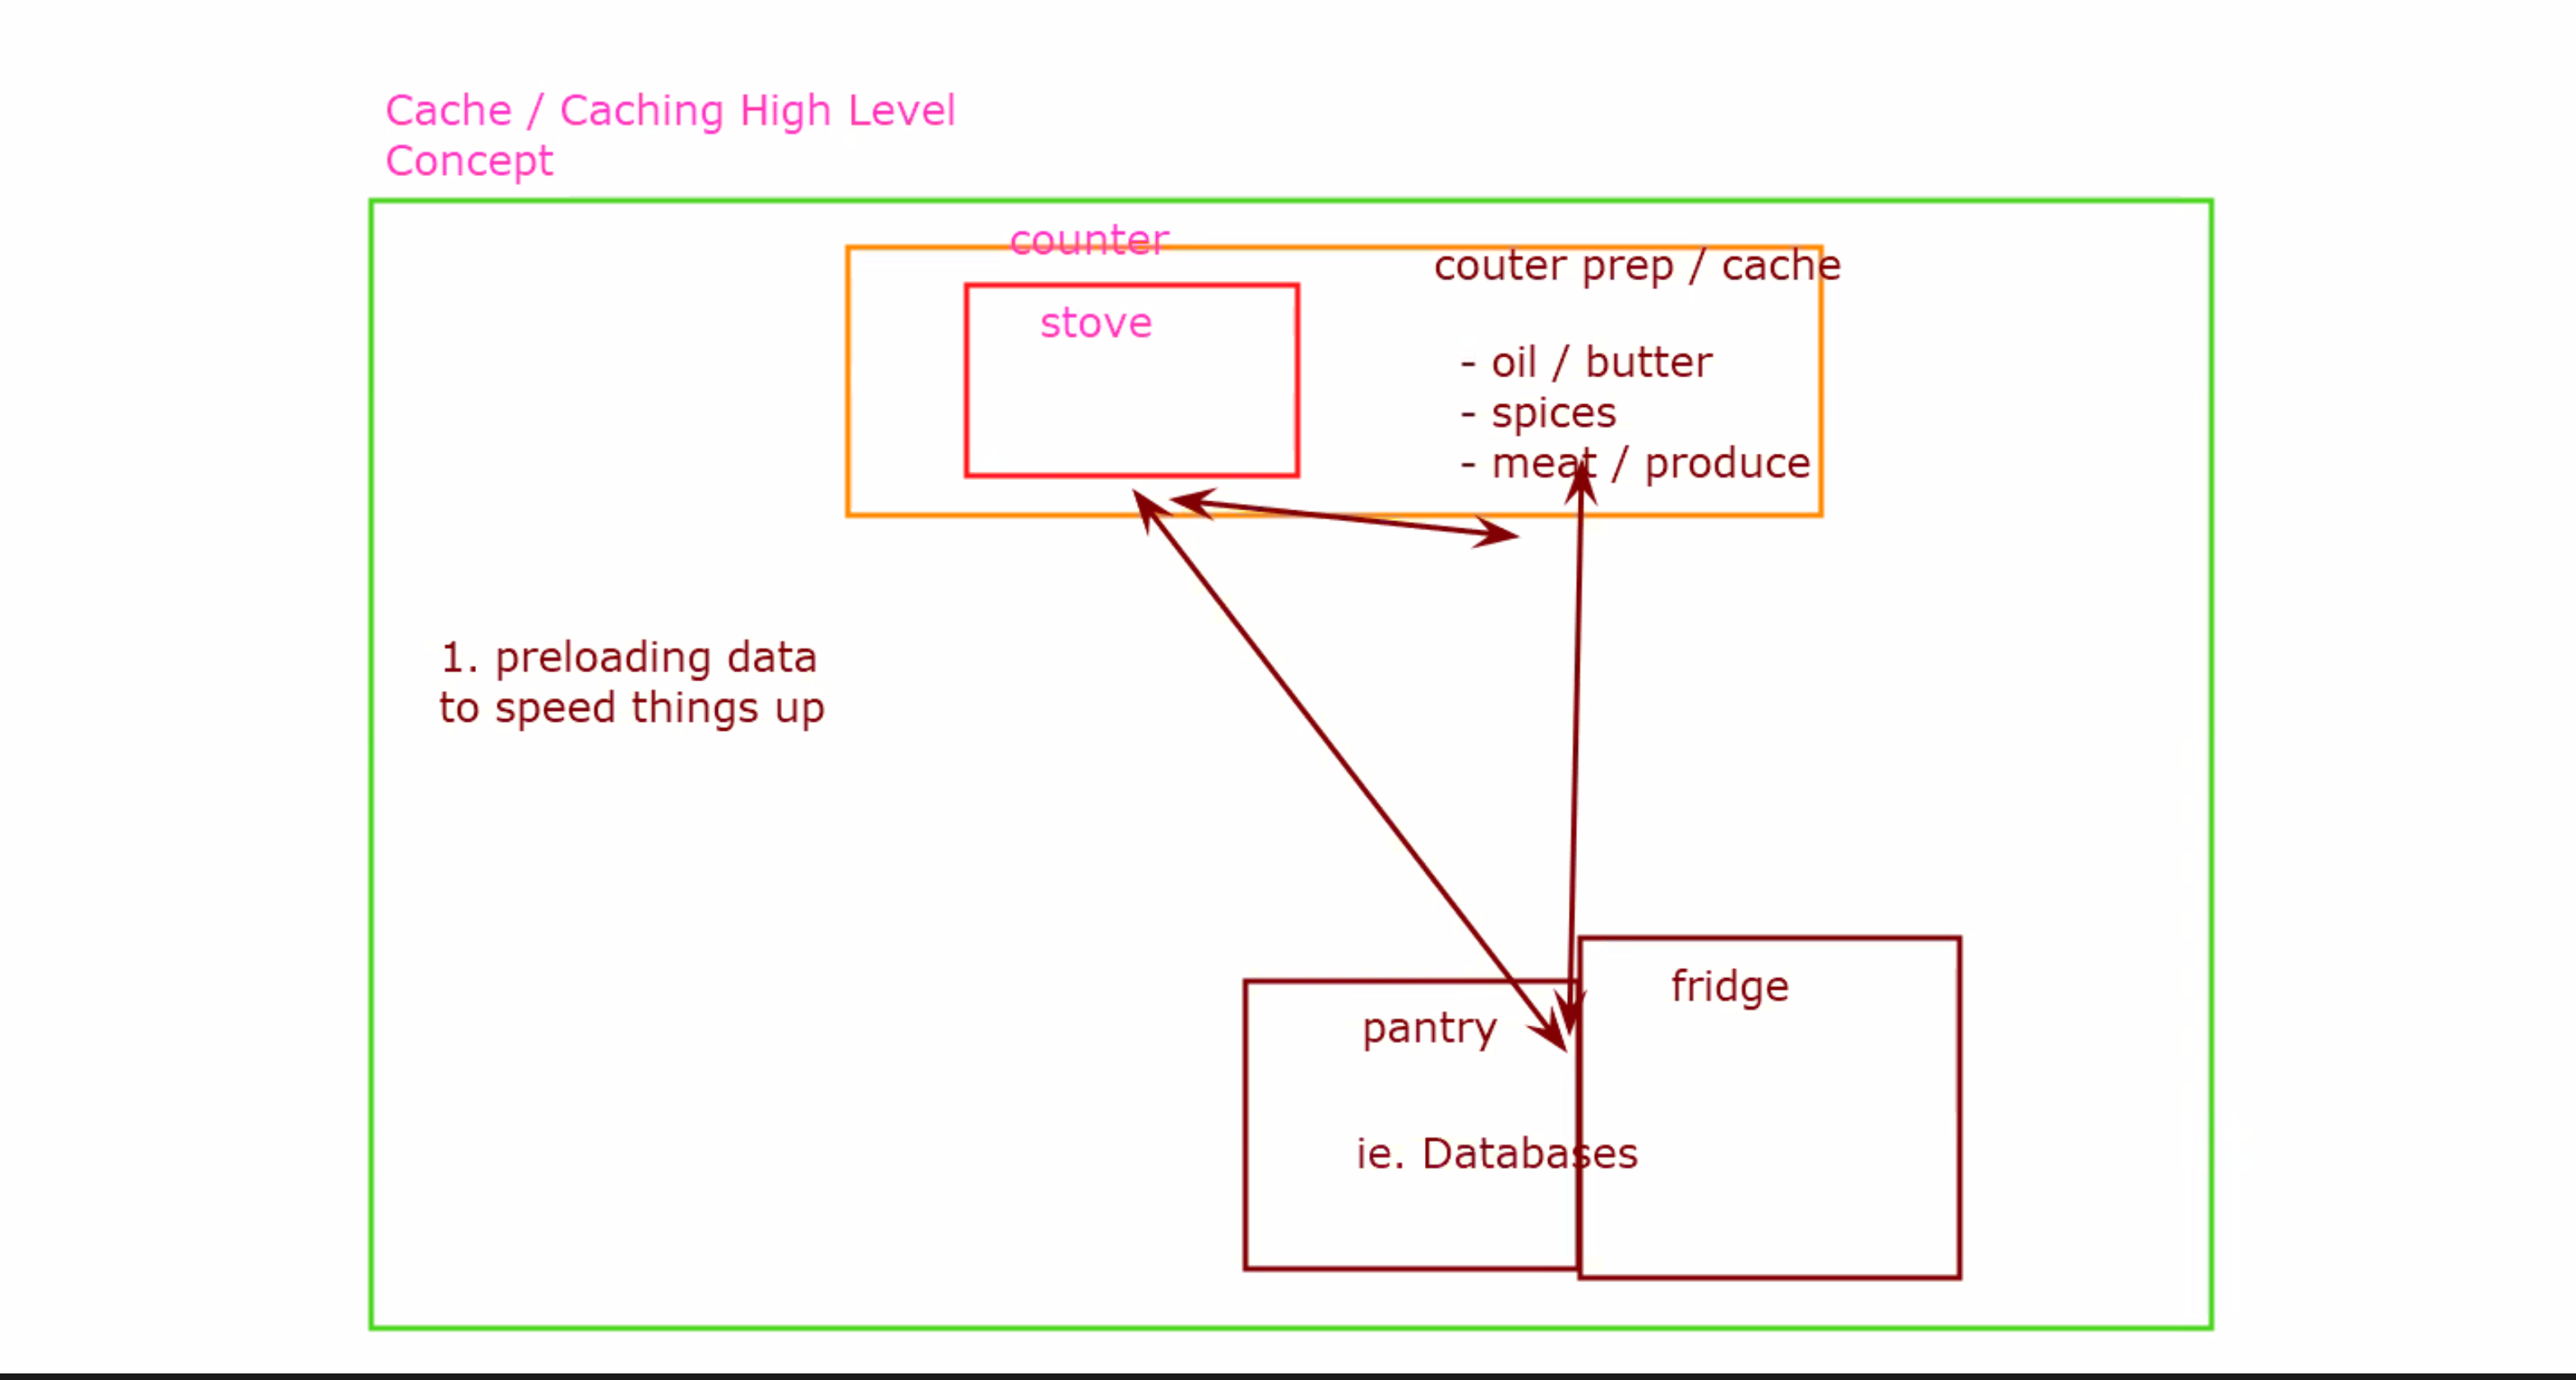 Cache / Caching High Level
Concept
counter
stove
couter prep / cache
- oil / butter
- spices
- meat / produce
1. preloading data
to speed things up
fridge
pantry
ie. Databases